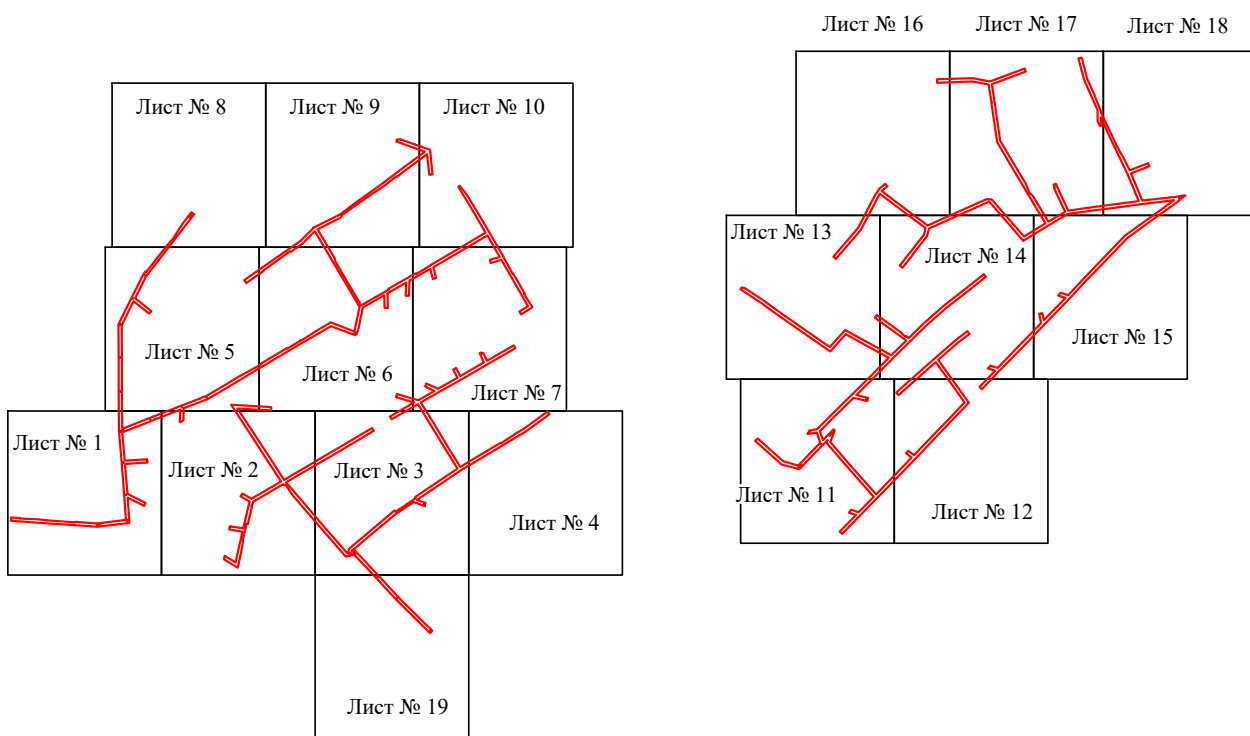 Лист № 16
Лист № 17
Лист № 18
Лист № 8
Лист № 9
Лист № 10
Лист № 13
Лист № 14
Лист № 5
Лист № 6
Лист № 7
Лист № 15
Лист № 1
Лист № 2
Лист № 3
Лист № 4
Лист № 11
Лист № 12
Лист № 19